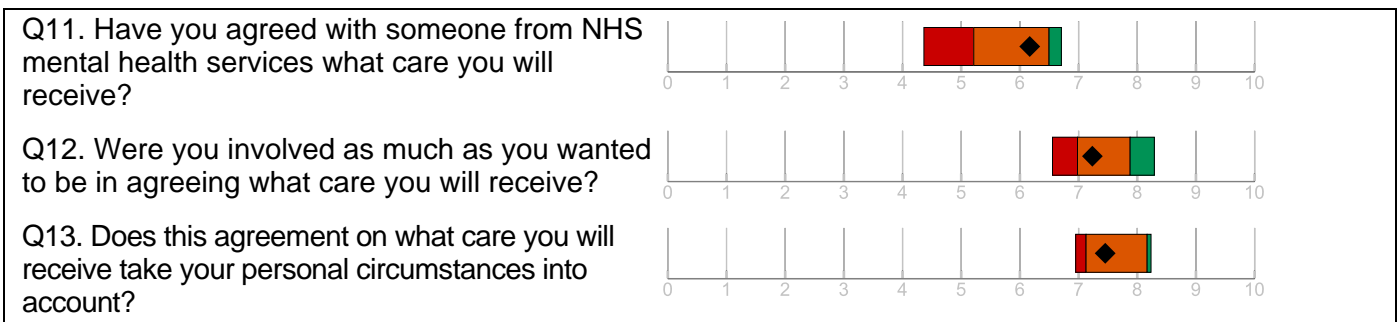 Q11. Have you agreed with someone from NHS
mental health services what care you will
receive?
0 1 2 3 4 5 6 7 8 9 10
Q12. Were you involved as much as you wanted
to be in agreeing what care you will receive?
0 1 2 3 4 5 6 7 8 9 10
Q13. Does this agreement on what care you will
receive take your personal circumstances into
account?
0 1 2 3 4 5 6 7 8 9 10